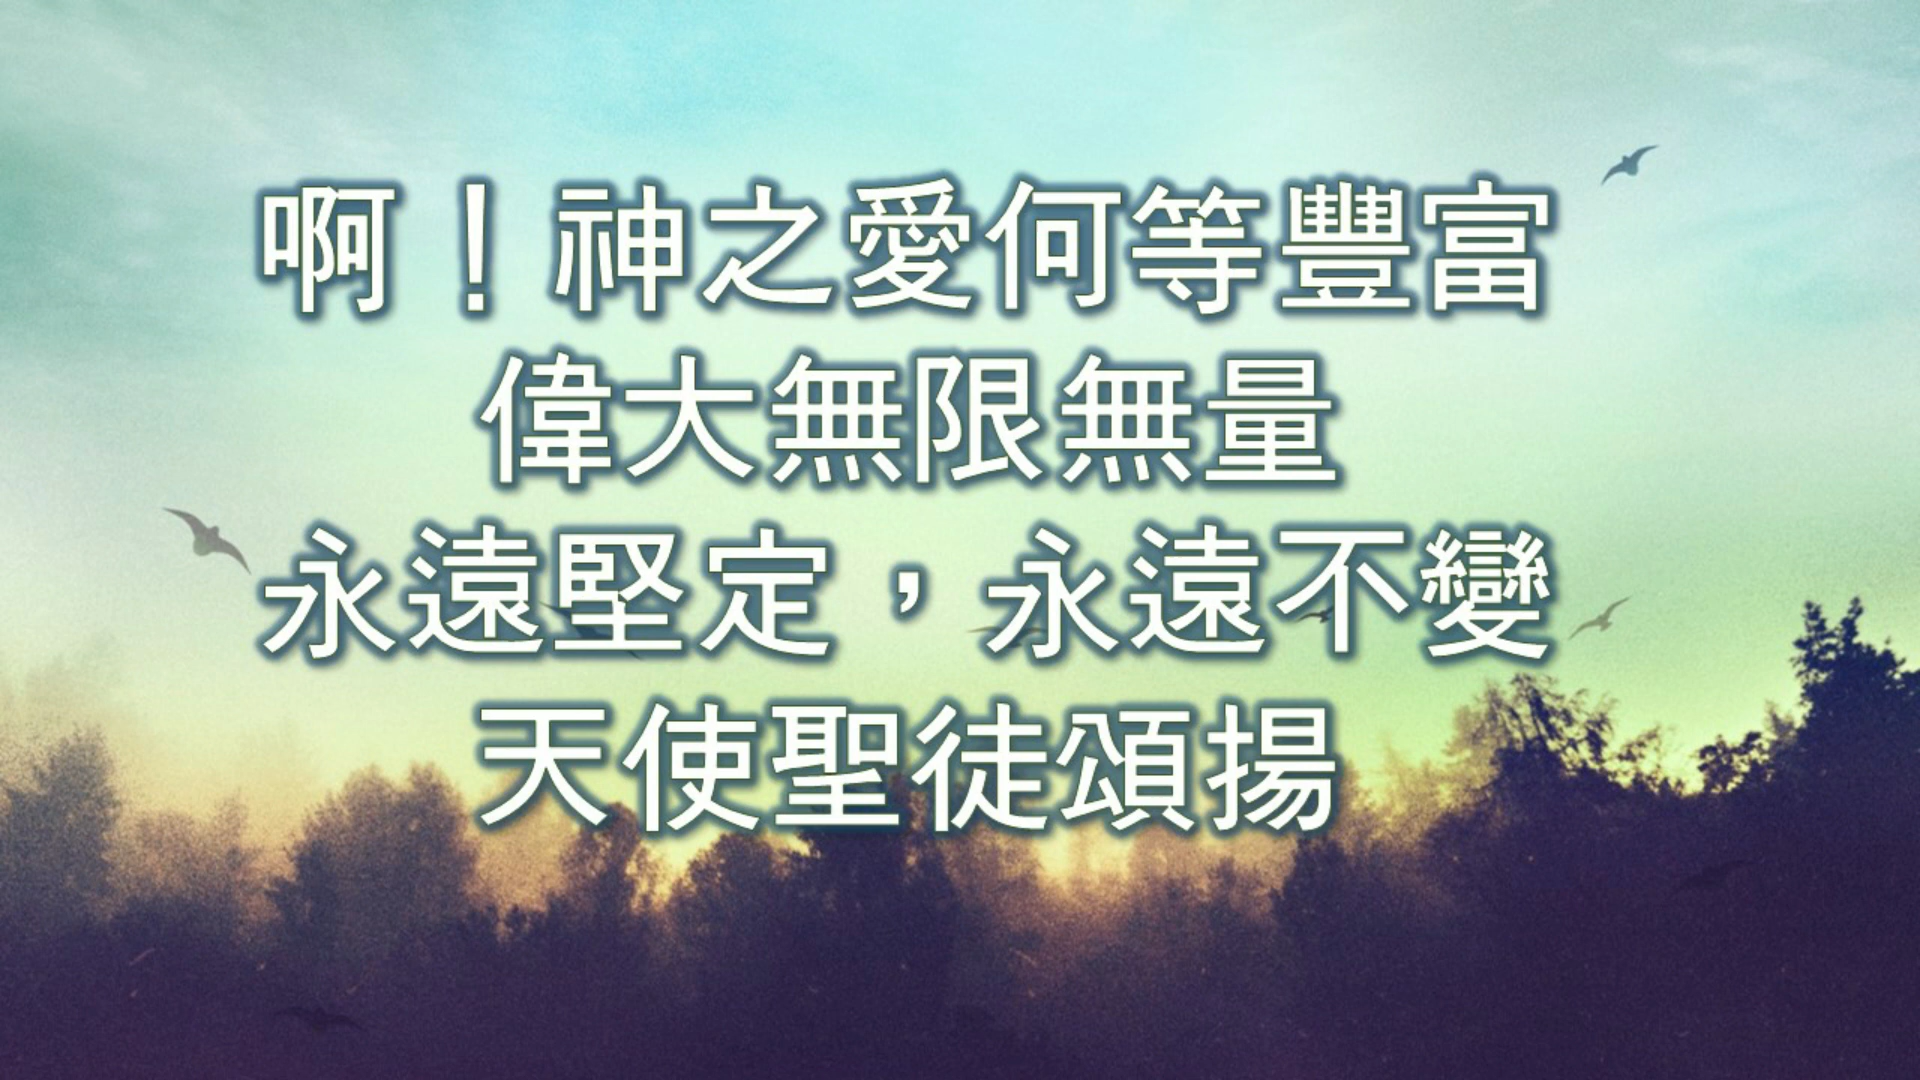 啊！神之愛何等豐富
偉大無限無量
永遠堅定，永遠不變
天使聖徒頌揚